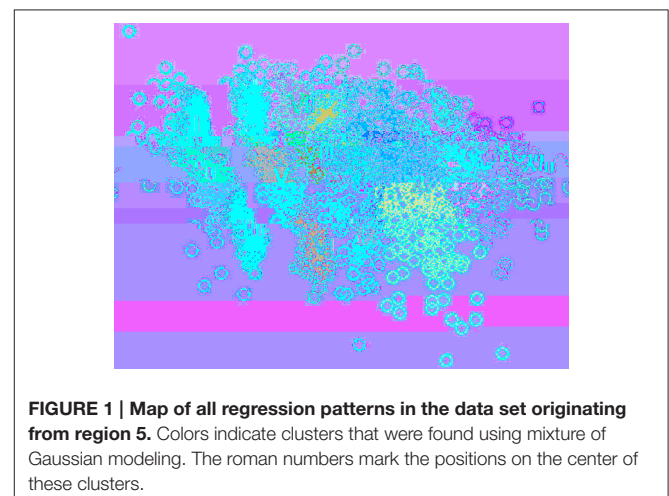 FIGURE 1 | Map of all regression patterns in the data set originating
from region 5. Colors indicate clusters that were found using mixture of
Gaussian modeling. The roman numbers mark the positions on the center of
these clusters.